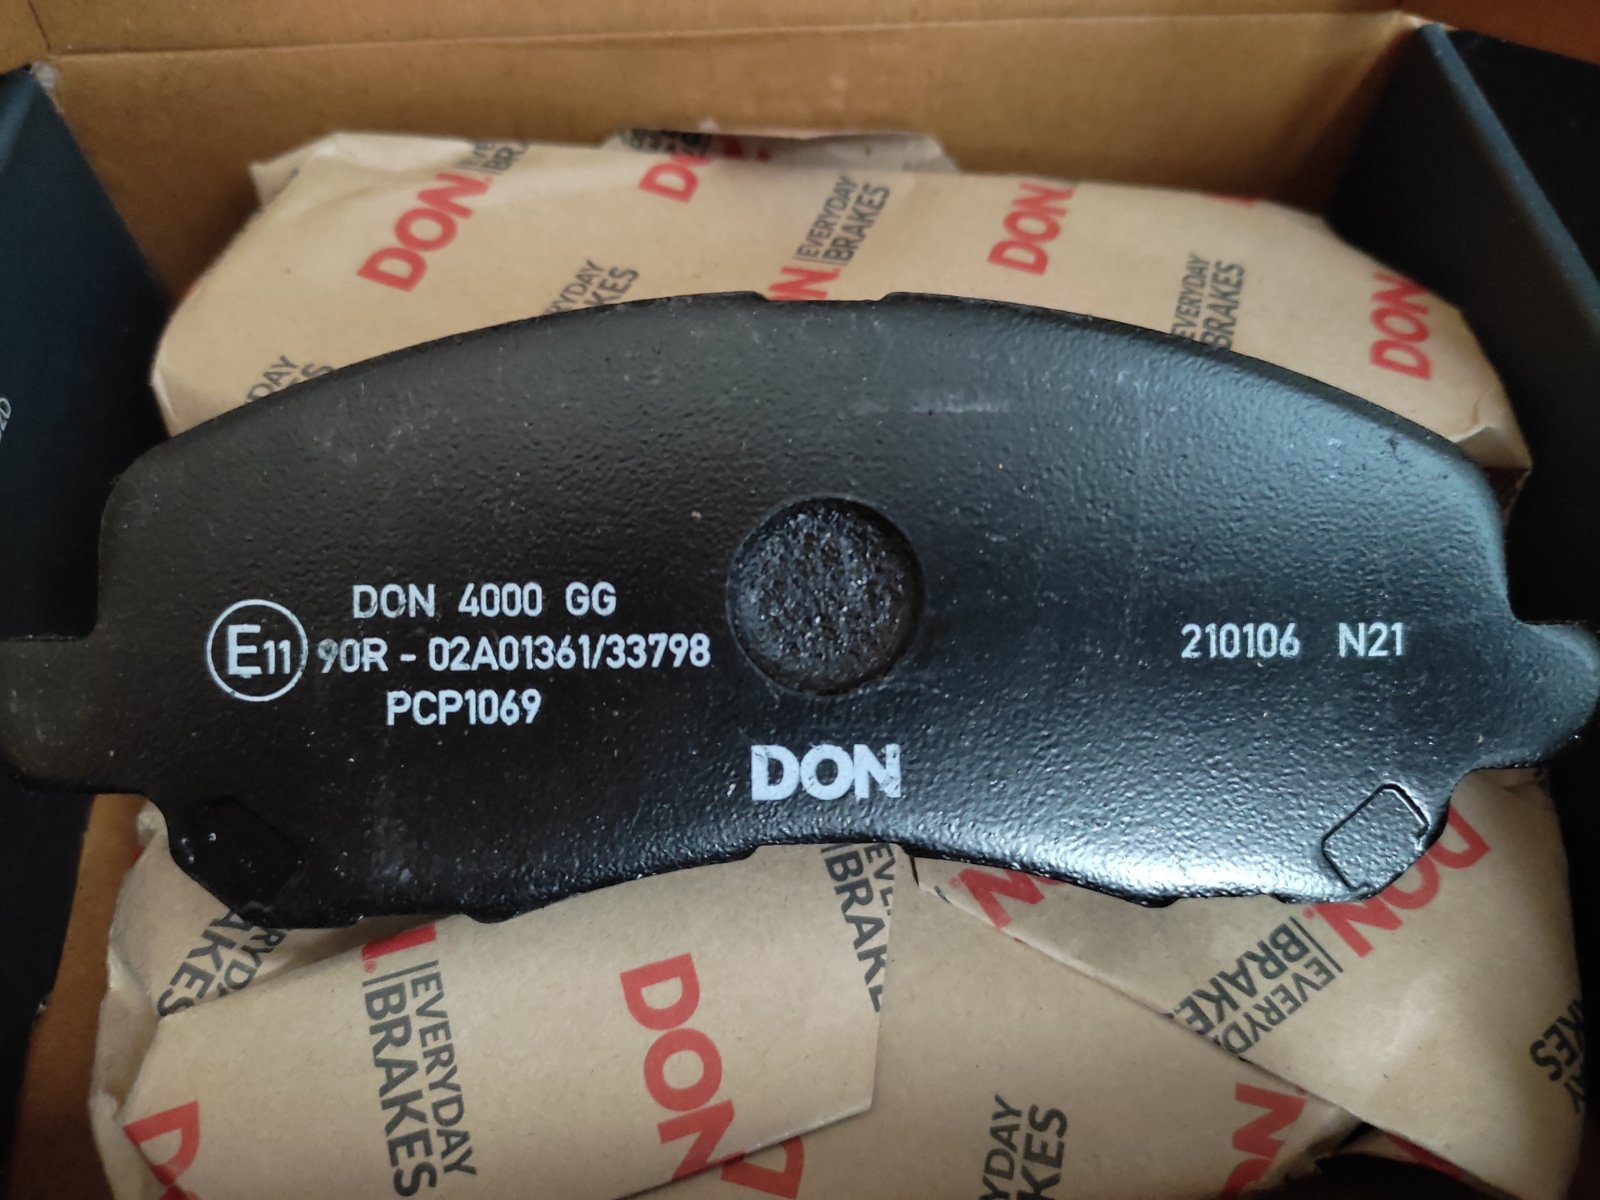 DON
DON
EVERYDAY
BRAKES
DON
EVERYDAY
BRAKES
DON
DON 4000 GG
E11 90R - 02A01361/33798
PCP1069
210106 N21
DON
EVERYDAY
BRAKES
DON
DON
EVERYDAY
BRAKES